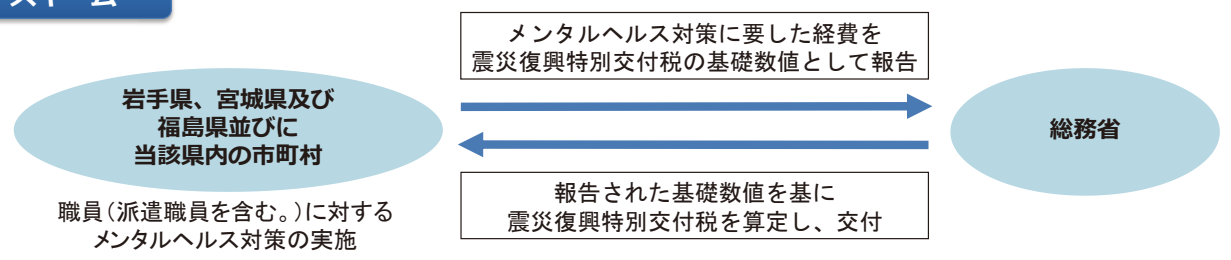 スキーム
メンタルヘルス対策に要した経費を
震災復興特別交付税の基礎数値として報告
岩手県、宮城県及び
福島県並びに
当該県内の市町村
総務省
職員(派遣職員を含む。)に対する
メンタルヘルス対策の実施
報告された基礎数値を基に
震災復興特別交付税を算定し、交付